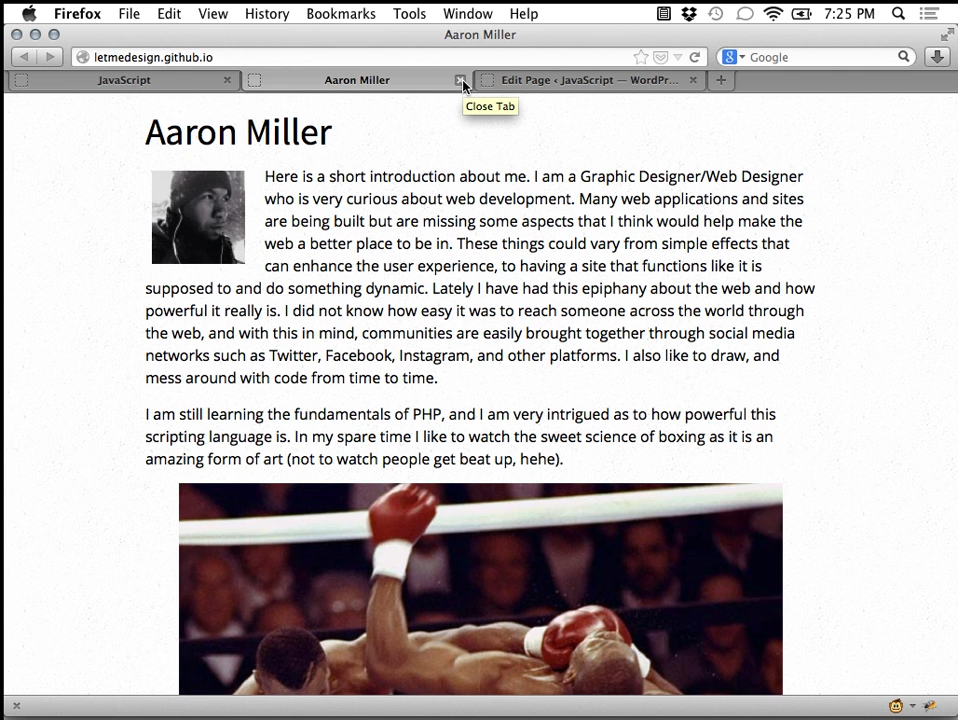 Firefox File Edit View History Bookmarks Tools Window Help 7:25 PM
Aaron Miller
letmedesign.github.io Google
JavaScript Aaron Miller Edit Page ‹ JavaScript — WordPr...
Close Tab
Aaron Miller
Here is a short introduction about me. I am a Graphic Designer/Web Designer
who is very curious about web development. Many web applications and sites
are being built but are missing some aspects that I think would help make the
web a better place to be in. These things could vary from simple effects that
can enhance the user experience, to having a site that functions like it is
supposed to and do something dynamic. Lately I have had this epiphany about the web and how
powerful it really is. I did not know how easy it was to reach someone across the world through
the web, and with this in mind, communities are easily brought together through social media
networks such as Twitter, Facebook, Instagram, and other platforms. I also like to draw, and
mess around with code from time to time.
I am still learning the fundamentals of PHP, and I am very intrigued as to how powerful this
scripting language is. In my spare time I like to watch the sweet science of boxing as it is an
amazing form of art (not to watch people get beat up, hehe).